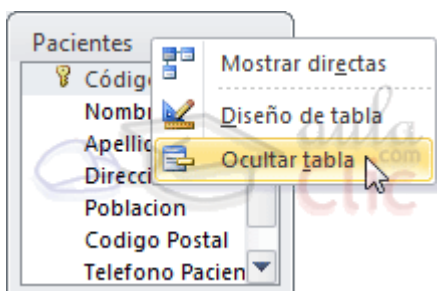 Pacientes
Códig
Nombr
Apellid
Direcci
Poblacion
Codigo Postal
Telefono Pacien
Mostrar directas
Diseño de tabla
Ocultar tabla
aula
.com
Clic